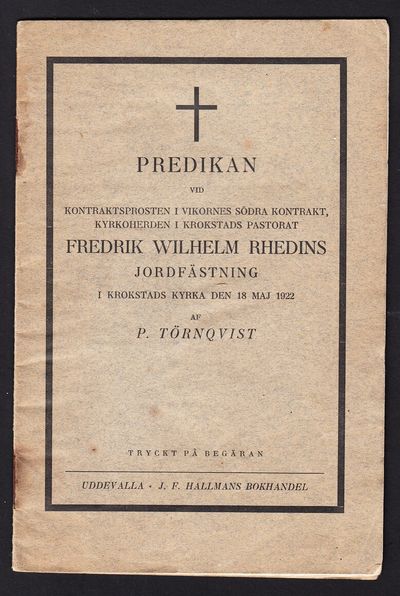 PREDIKAN
VID
KONTRAKTSPROSTEN I VIKORNES SÖDRA KONTRAKT,
KYRKOHERDEN I KROKSTADS PASTORAT
FREDRIK WILHELM RHEDINS
JORDFÄSTNING
I KROKSTADS KYRKA DEN 18 MAJ 1922
AF
P. TÖRNQVIST
TRYCKT PÅ BEGÄRAN
UDDEVALLA • J. F. HALLMANS BOKHANDEL